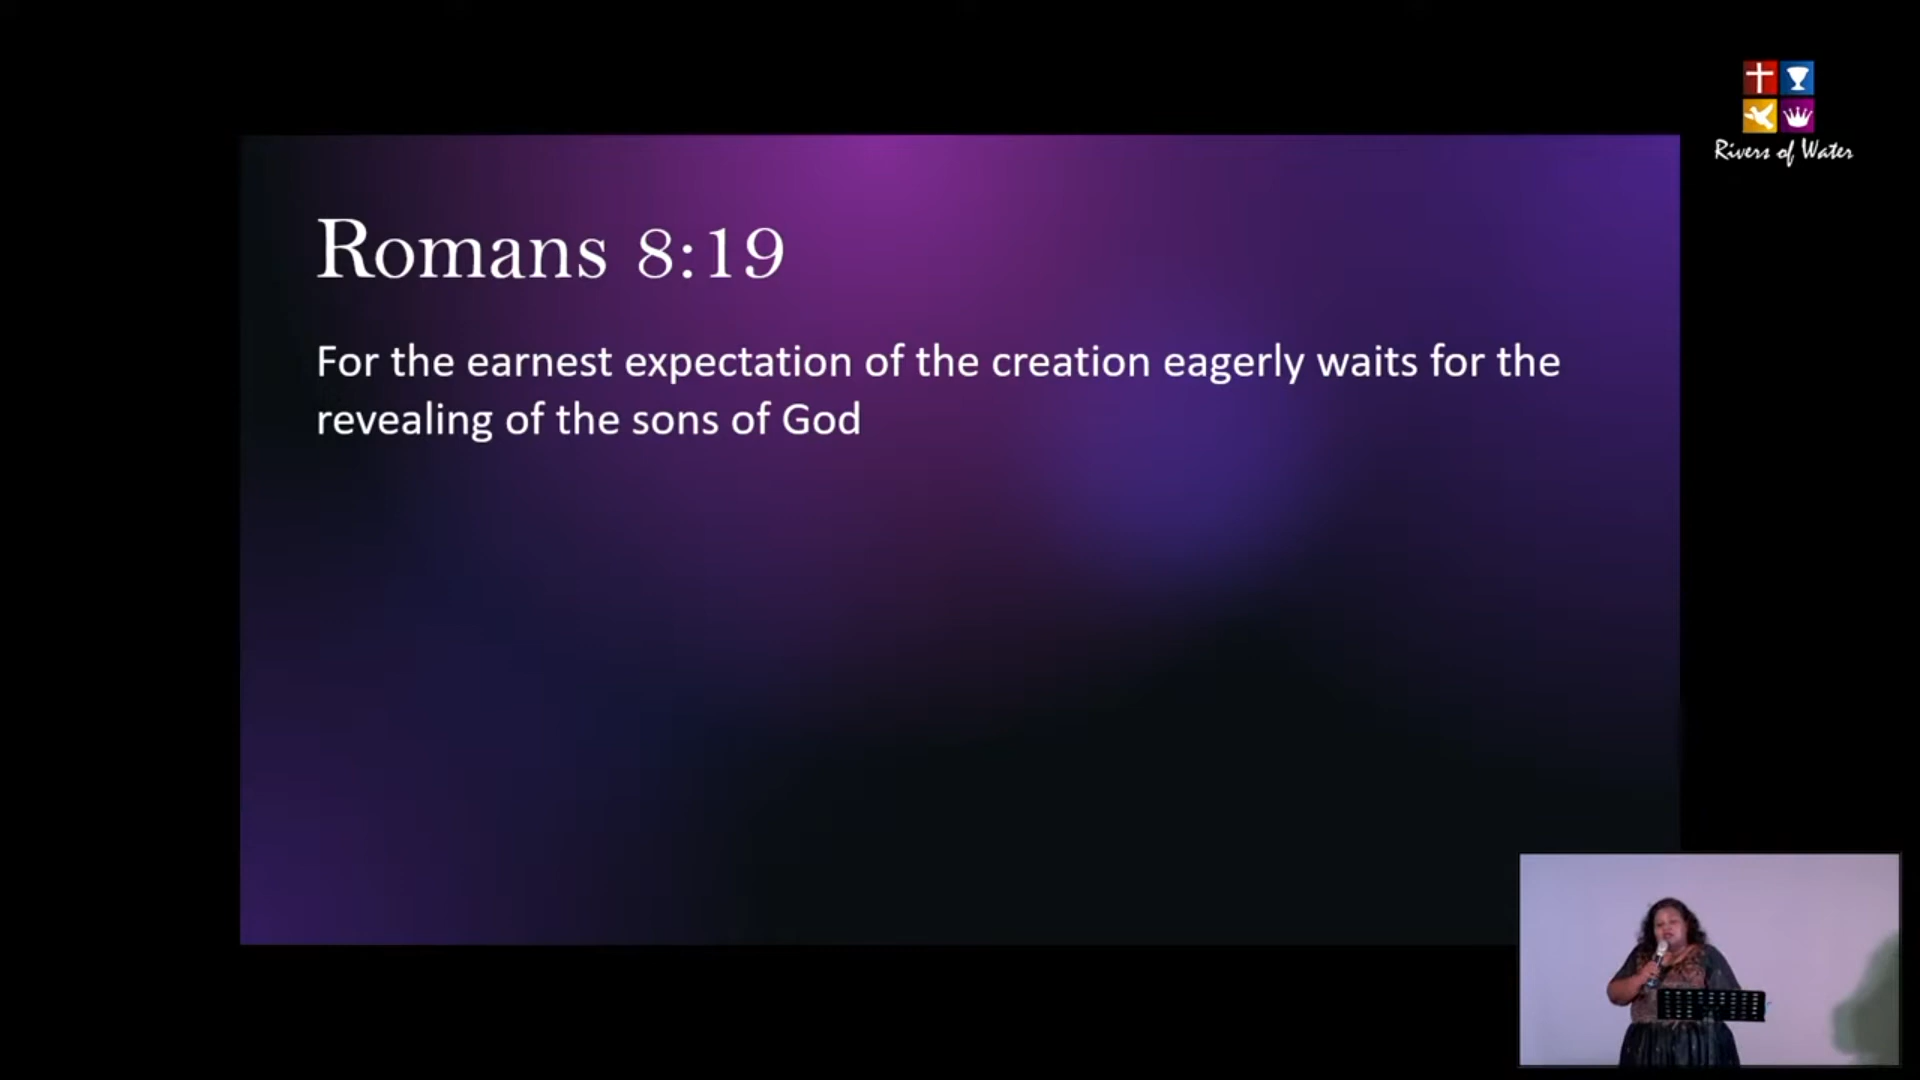 Rivers of Water
Romans 8:19
For the earnest expectation of the creation eagerly waits for the
revealing of the sons of God